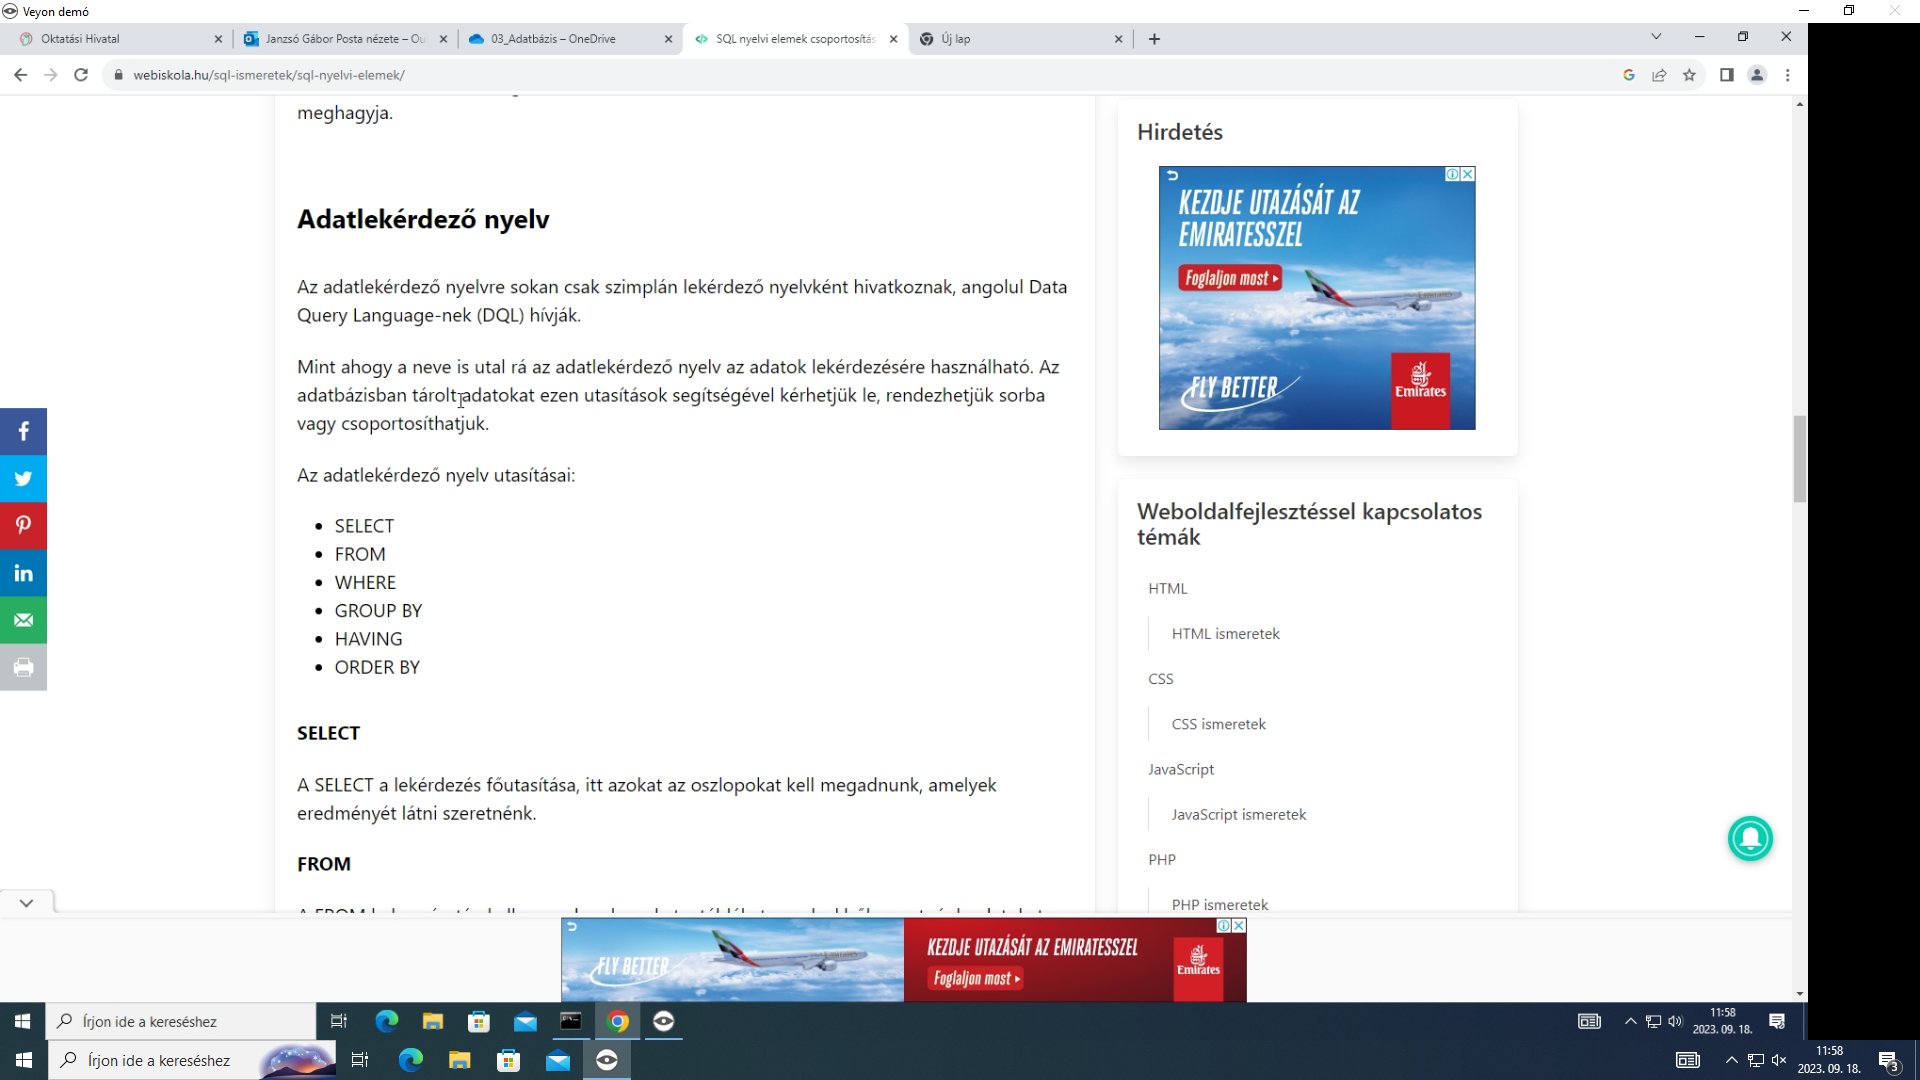 Veyon demó
Oktatási Hivatal
Janzsó Gábor Posta nézete – Ou
03_Adatbázis – OneDrive
SQL nyelvi elemek csoportosítás
Új lap
webiskola.hu/sql-ismeretek/sql-nyelvi-elemek/
meghagyja.
Adatlekérdező nyelv
Az adatlekérdező nyelvre sokan csak szimplán lekérdező nyelvként hivatkoznak, angolul Data
Query Language-nek (DQL) hívják.
Mint ahogy a neve is utal rá az adatlekérdező nyelv az adatok lekérdezésére használható. Az
adatbázisban tárolt adatokat ezen utasítások segítségével kérhetjük le, rendezhetjük sorba
vagy csoportosíthatjuk.
Az adatlekérdező nyelv utasításai:
• SELECT
• FROM
• WHERE
• GROUP BY
• HAVING
• ORDER BY
SELECT
A SELECT a lekérdezés főutasítása, itt azokat az oszlopokat kell megadnunk, amelyek
eredményét látni szeretnénk.
FROM
Hirdetés
KEZDJE UTAZÁSÁT AZ
EMIRATESSZEL
Foglaljon most
FLY BETTER
Emirates
Weboldalfejlesztéssel kapcsolatos
témák
HTML
HTML ismeretek
CSS
CSS ismeretek
JavaScript
JavaScript ismeretek
PHP
PHP ismeretek
FLY BETTER
KEZDJE UTAZÁSÁT AZ EMIRATESSZEL
Foglaljon most
Emirates
Írjon ide a kereséshez
11:58
2023. 09. 18.
Írjon ide a kereséshez
11:58
2023. 09. 18.
3